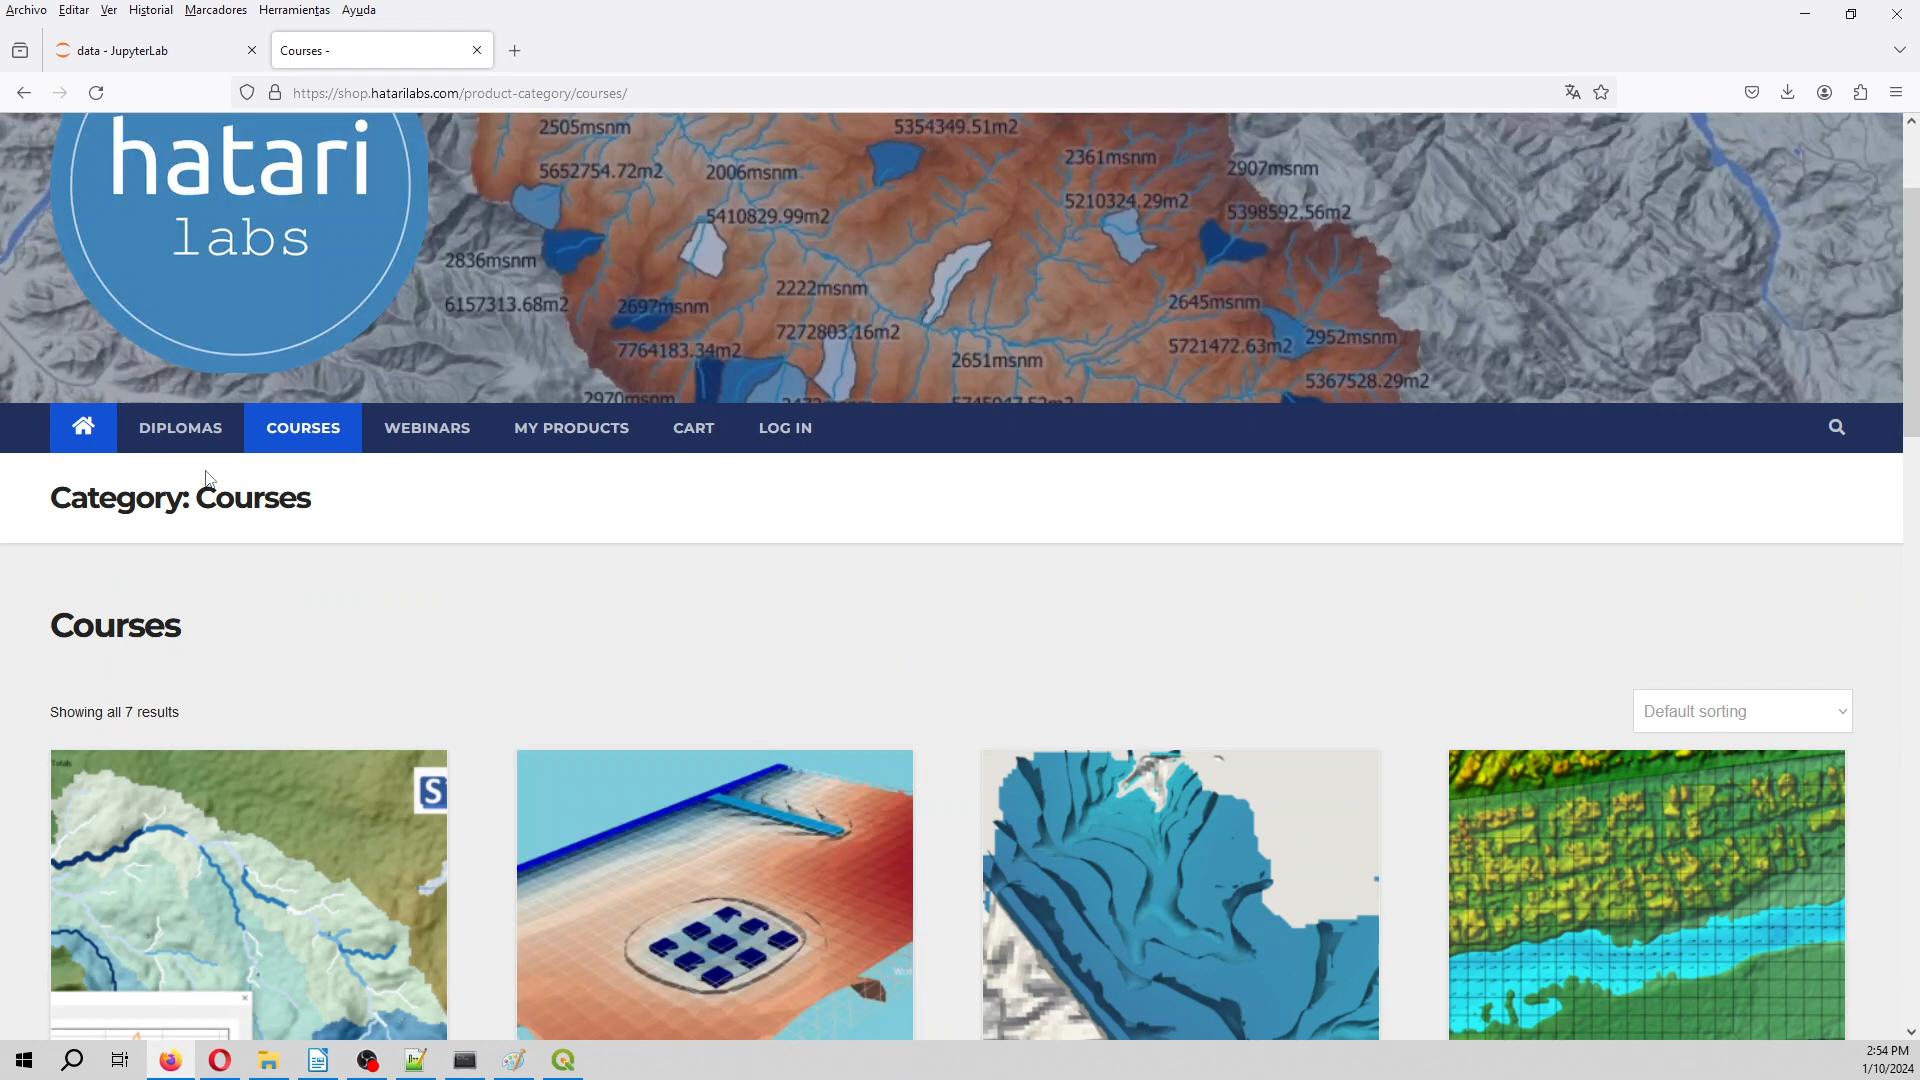 Archivo Editar Ver Historial Marcadores Herramientas Ayuda
data - JupyterLab
Courses -
https://shop.hatarilabs.com/product-category/courses/
hatari
labs
2505msnm
5354349.51m2
5652754.72m2
2006msnm
2361msnm
2907msnm
5410829.99m2
5210324.29m2
5398592.56m2
2836msnm
6157313.68m2
2697msnm
2222msnm
2645msnm
7764183.34m2
7272803.16m2
2651msnm
5721472.63m2
2952msnm
5367528.29m2
2970msnm
DIPLOMAS COURSES WEBINARS MY PRODUCTS CART LOG IN
Category: Courses
Courses
Showing all 7 results
Default sorting
Totals
S
2:54 PM
1/10/2024